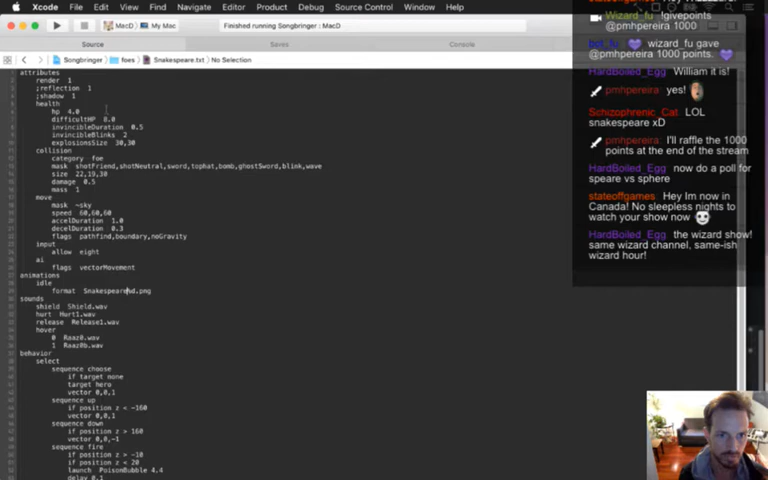 Xcode File Edit View Find Navigate Editor Product Debug Source Control Window Help
MacD My Mac
Finished running Songbringer : MacD
Source
Saves
Console
Songbringer foes Snakespeare.txt No Selection
attributes
render 1
;reflection 1
;shadow 1
health
hp 4.0
difficultHP 8.0
invincibleDuration 0.5
invincibleBlinks 2
explosionsSize 30,30
collision
category foe
mask shotFriend,shotNeutral,sword,tophat,bomb,ghostSword,blink,wave
size 22,19,30
damage 0.5
mass 1
move
mask ~sky
speed 60,60,60
accelDuration 1.0
decelDuration 0.3
flags pathfind,boundary,noGravity
input
allow eight
ai
flags vectorMovement
animations
idle
format Snakespeare%d.png
sounds
shield Shield.wav
hurt Hurt1.wav
release Release1.wav
hover
0 Raaz0.wav
1 Raaz0b.wav
behavior
select
sequence choose
if target none
target hero
vector 0,0,1
sequence up
if position z < -160
vector 0,0,1
sequence down
if position z > 160
vector 0,0,-1
sequence fire
if position z > -10
if position z < 20
launch PoisonBubble 4,4
delay 0.1
Wizard_fu !givepoints
@pmhpereira 1000
bot_fu wizard_fu gave
@pmhpereira 1000 points.
HardBoiled_Egg William it is!
pmhpereira yes!
Schizophrenic_Cat LOL
snakespeare xD
pmhpereira I'll raffle the 1000
points at the end of the stream
HardBoiled_Egg now do a poll for
speare vs sphere
stateoffgames Hey Im now in
Canada! No sleepless nights to
watch your show now
HardBoiled_Egg the wizard show!
same wizard channel, same-ish
wizard hour!